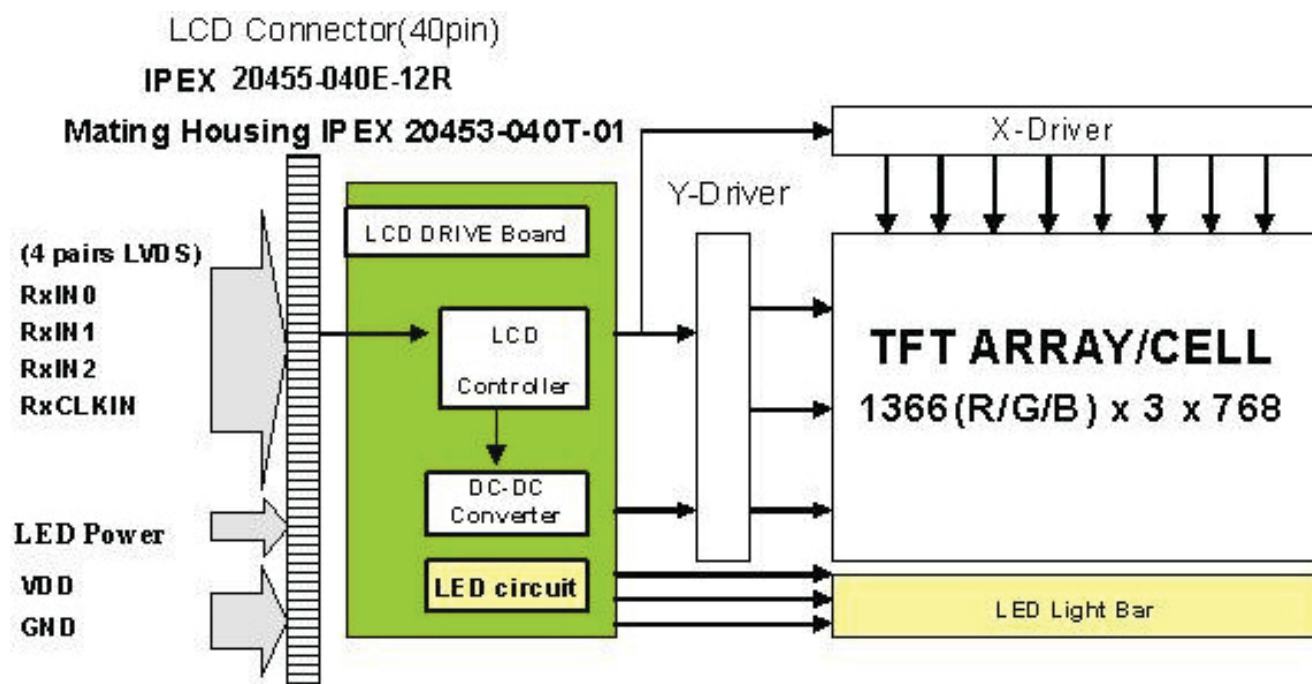 LCD Connector(40pin)
IPEX 20455-040E-12R
Mating Housing IPEX 20453-040T-01
X-Driver
Y-Driver
LCD DRIVE Board
(4 pairs LVDS)
RxIN0
RxIN1
RxIN2
RxCLKIN
LCD
Controller
TFT ARRAY/CELL
1366(R/G/B) x 3 x 768
DC-DC
Converter
LED Power
VDD
GND
LED circuit
LED Light Bar